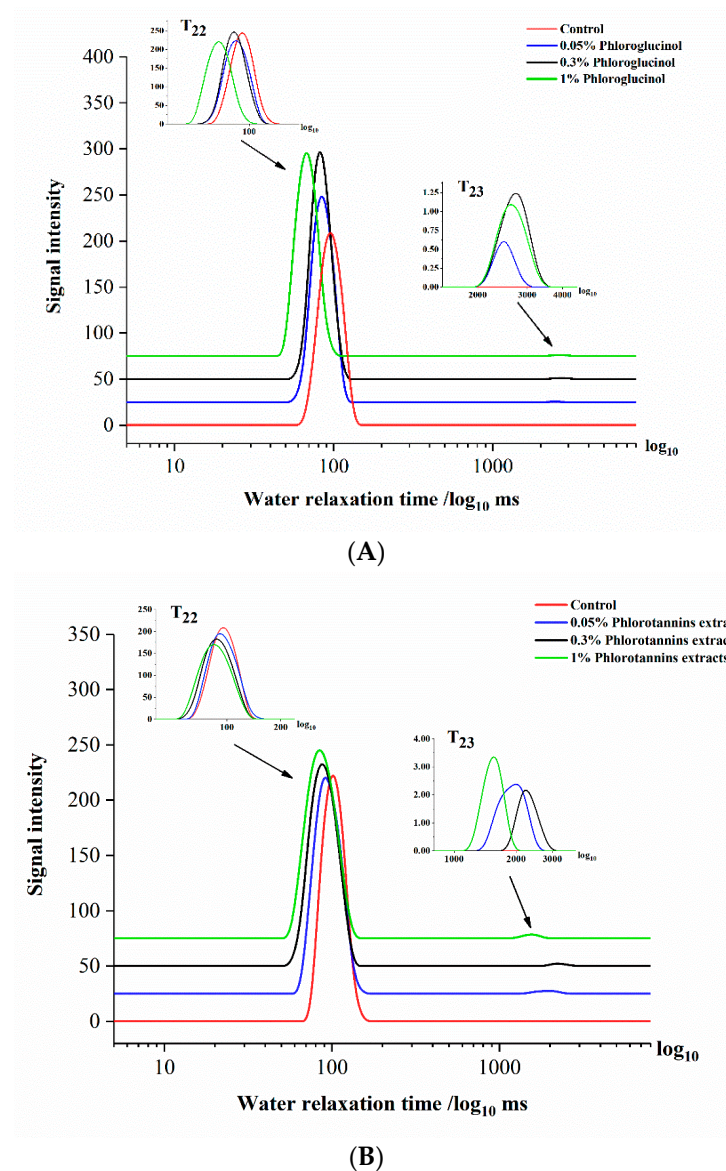 Control
0.05% Phloroglucinol
0.3% Phloroglucinol
1% Phloroglucinol
T22
250
200
150
100
50
0
100
log10
T23
1.25
1.00
0.75
0.50
0.25
0.00
2000
3000
4000
log10
Signal intensity
400
350
300
250
200
150
100
50
0
10
100
1000
log10
Water relaxation time /log10 ms
(A)
Control
0.05% Phlorotannins extra
0.3% Phlorotannins extrac
1% Phlorotannins extracts
T22
250
200
150
100
50
0
100
200
log10
T23
4.00
3.00
2.00
1.00
0.00
1000
2000
3000
log10
Signal intensity
350
300
250
200
150
100
50
0
10
100
1000
log10
Water relaxation time /log10 ms
(B)